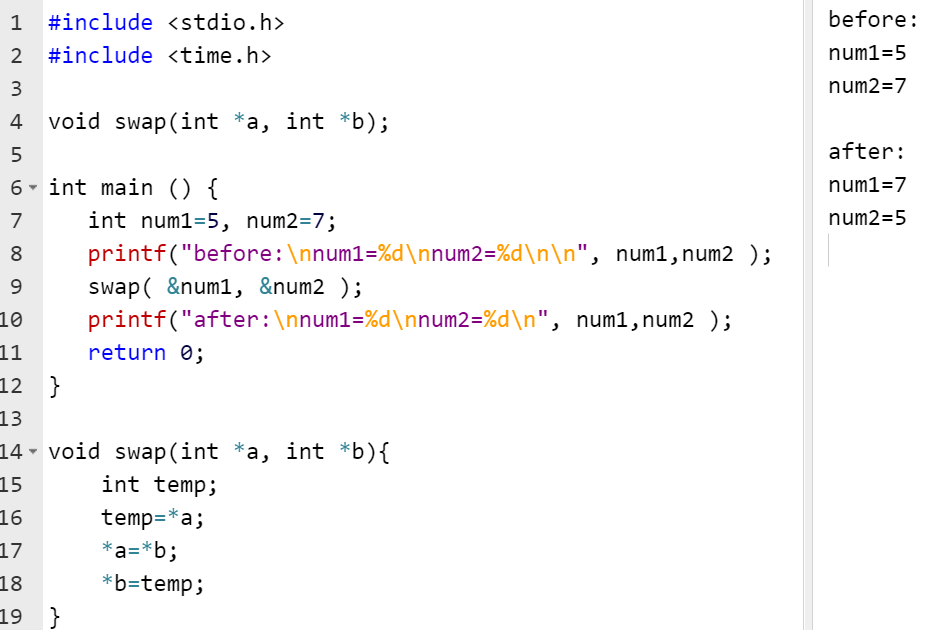 1 #include <stdio.h>
2 #include <time.h>
3
4 void swap(int *a, int *b);
5
6 int main () {
7    int num1=5, num2=7;
8    printf("before:\nnum1=%d\nnum2=%d\n\n", num1,num2 );
9    swap( &num1, &num2 );
10    printf("after:\nnum1=%d\nnum2=%d\n", num1,num2 );
11    return 0;
12 }
13
14 void swap(int *a, int *b){
15     int temp;
16     temp=*a;
17     *a=*b;
18     *b=temp;
19 }
before:
num1=5
num2=7

after:
num1=7
num2=5